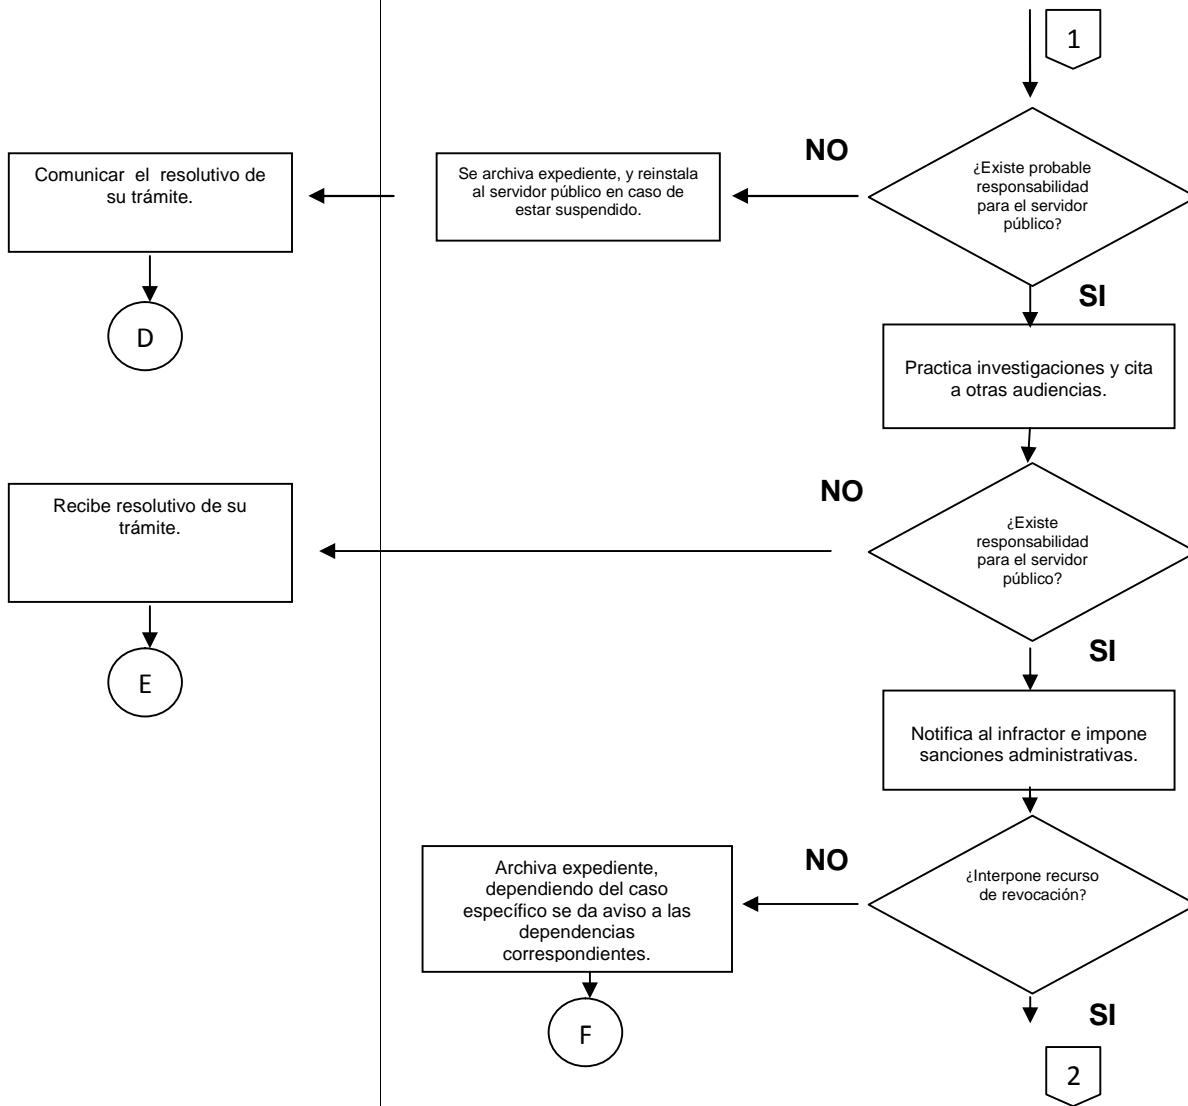 1
NO
¿Existe probable
responsabilidad
para el servidor
público?
Se archiva expediente, y reinstala
al servidor público en caso de
estar suspendido.
Comunicar el resolutivo de
su trámite.
D
SI
Practica investigaciones y cita
a otras audiencias.
NO
¿Existe
responsabilidad
para el servidor
público?
Recibe resolutivo de su
trámite.
E
SI
Notifica al infractor e impone
sanciones administrativas.
NO
¿Interpone recurso
de revocación?
Archiva expediente,
dependiendo del caso
específico se da aviso a las
dependencias
correspondientes.
F
SI
2